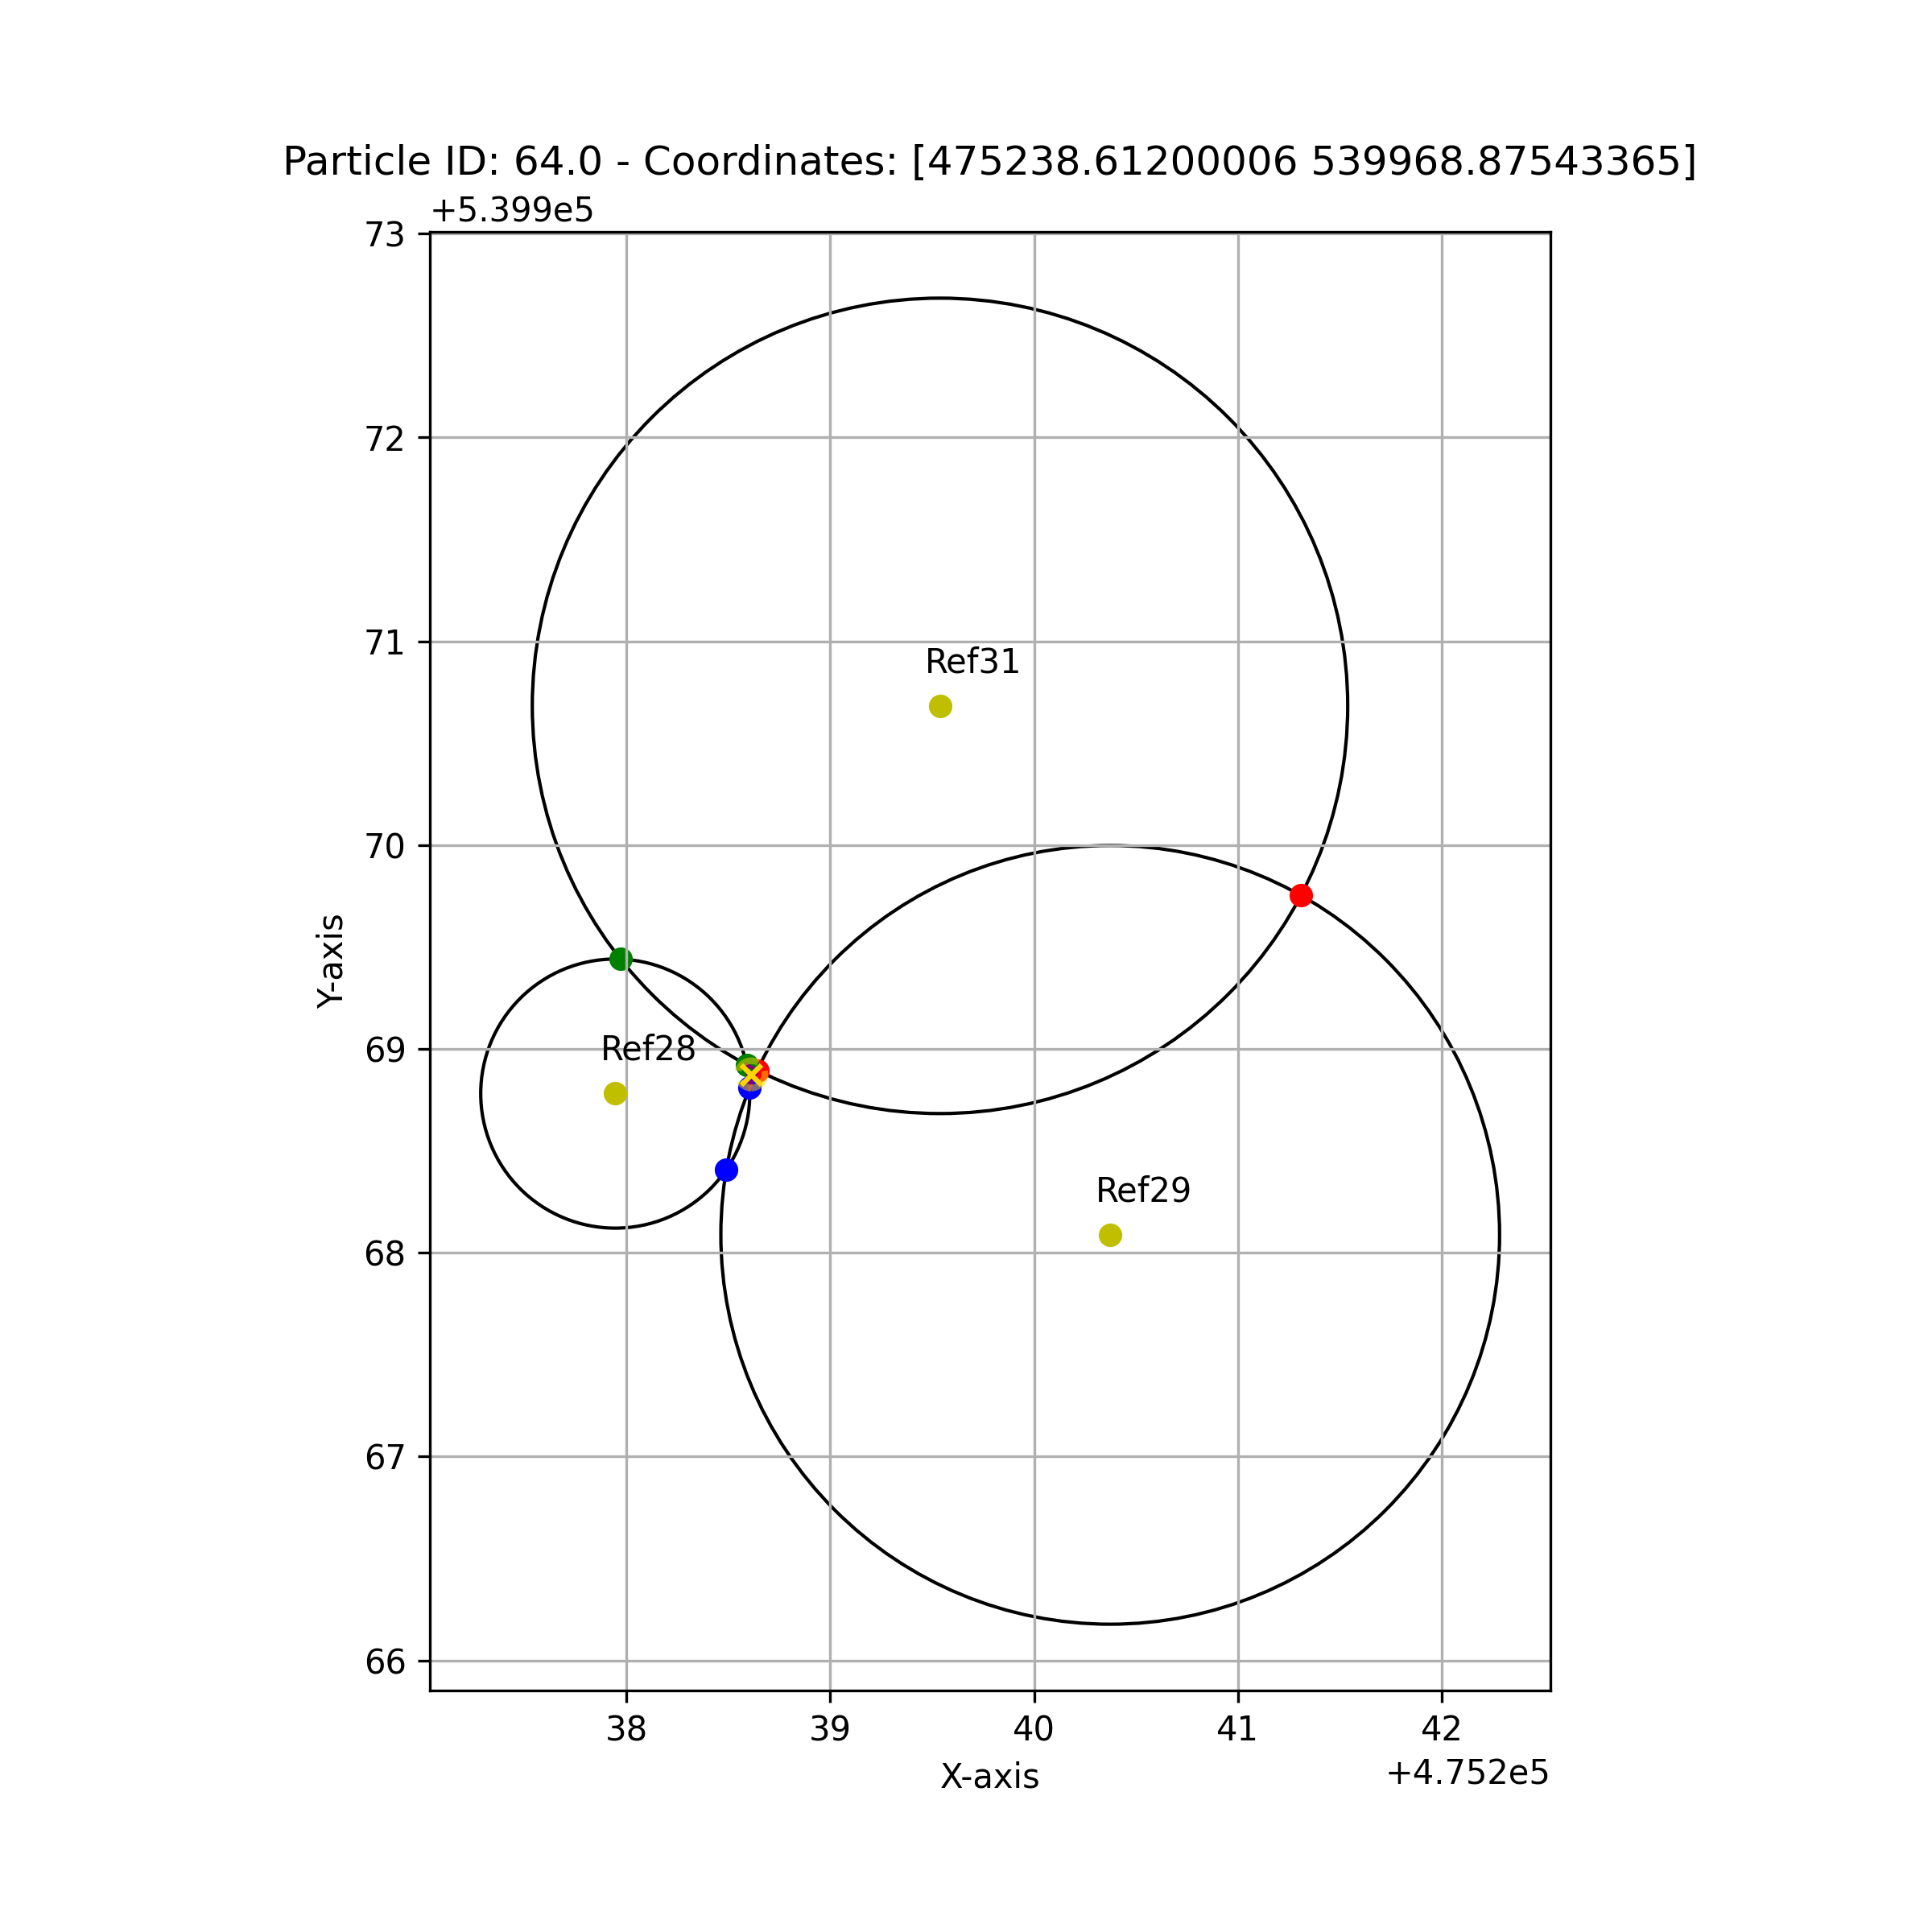 Particle ID: 64.0 - Coordinates: [475238.61200006 539968.87543365]
+5.399e5
73
72
71
70
69
68
67
66
Y-axis
Ref31
Ref28
Ref29
38 39 40 41 42
X-axis
+4.752e5